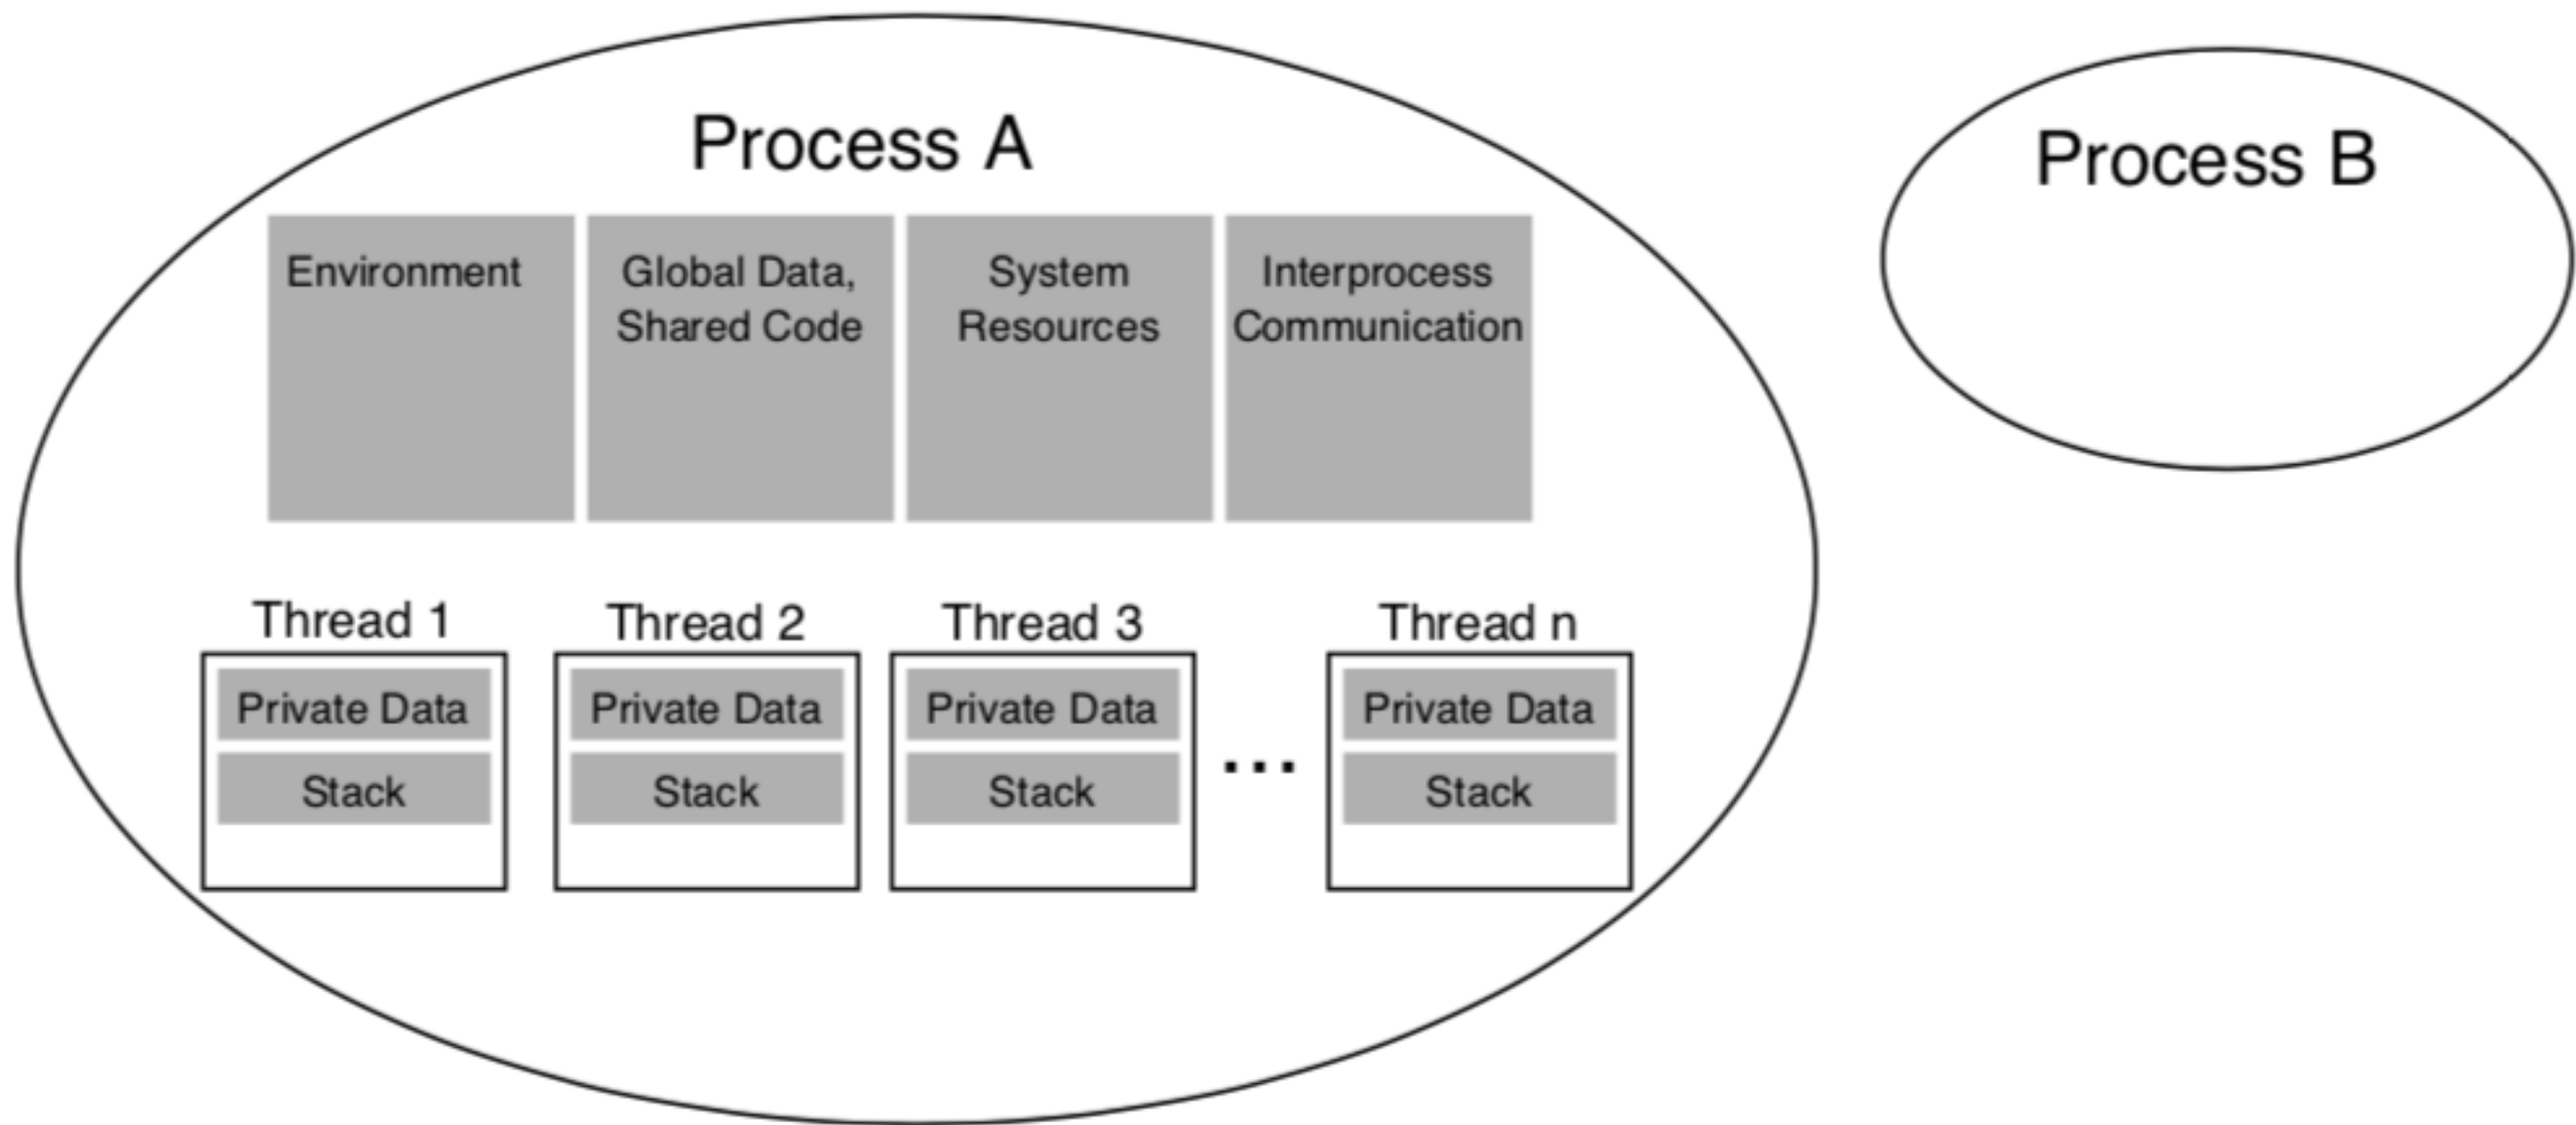 Process A
Process B
Environment
Global Data,
Shared Code
System
Resources
Interprocess
Communication
Thread 1
Thread 2
Thread 3
Thread n
Private Data
Stack
Private Data
Stack
Private Data
Stack
...
Private Data
Stack